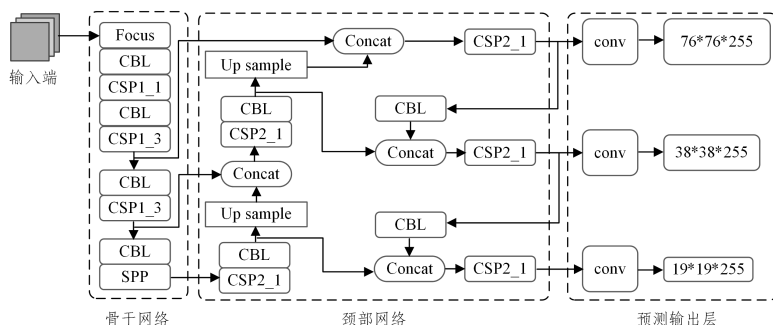 输入端
Focus
CBL
CSP1_1
CBL
CSP1_3
CBL
CSP1_3
CBL
SPP
骨干网络
Concat
CSP2_1
Up sample
CBL
CSP2_1
Concat
Up sample
CBL
CSP2_1
CBL
Concat
CSP2_1
CBL
Concat
CSP2_1
颈部网络
conv
76*76*255
conv
38*38*255
conv
19*19*255
预测输出层